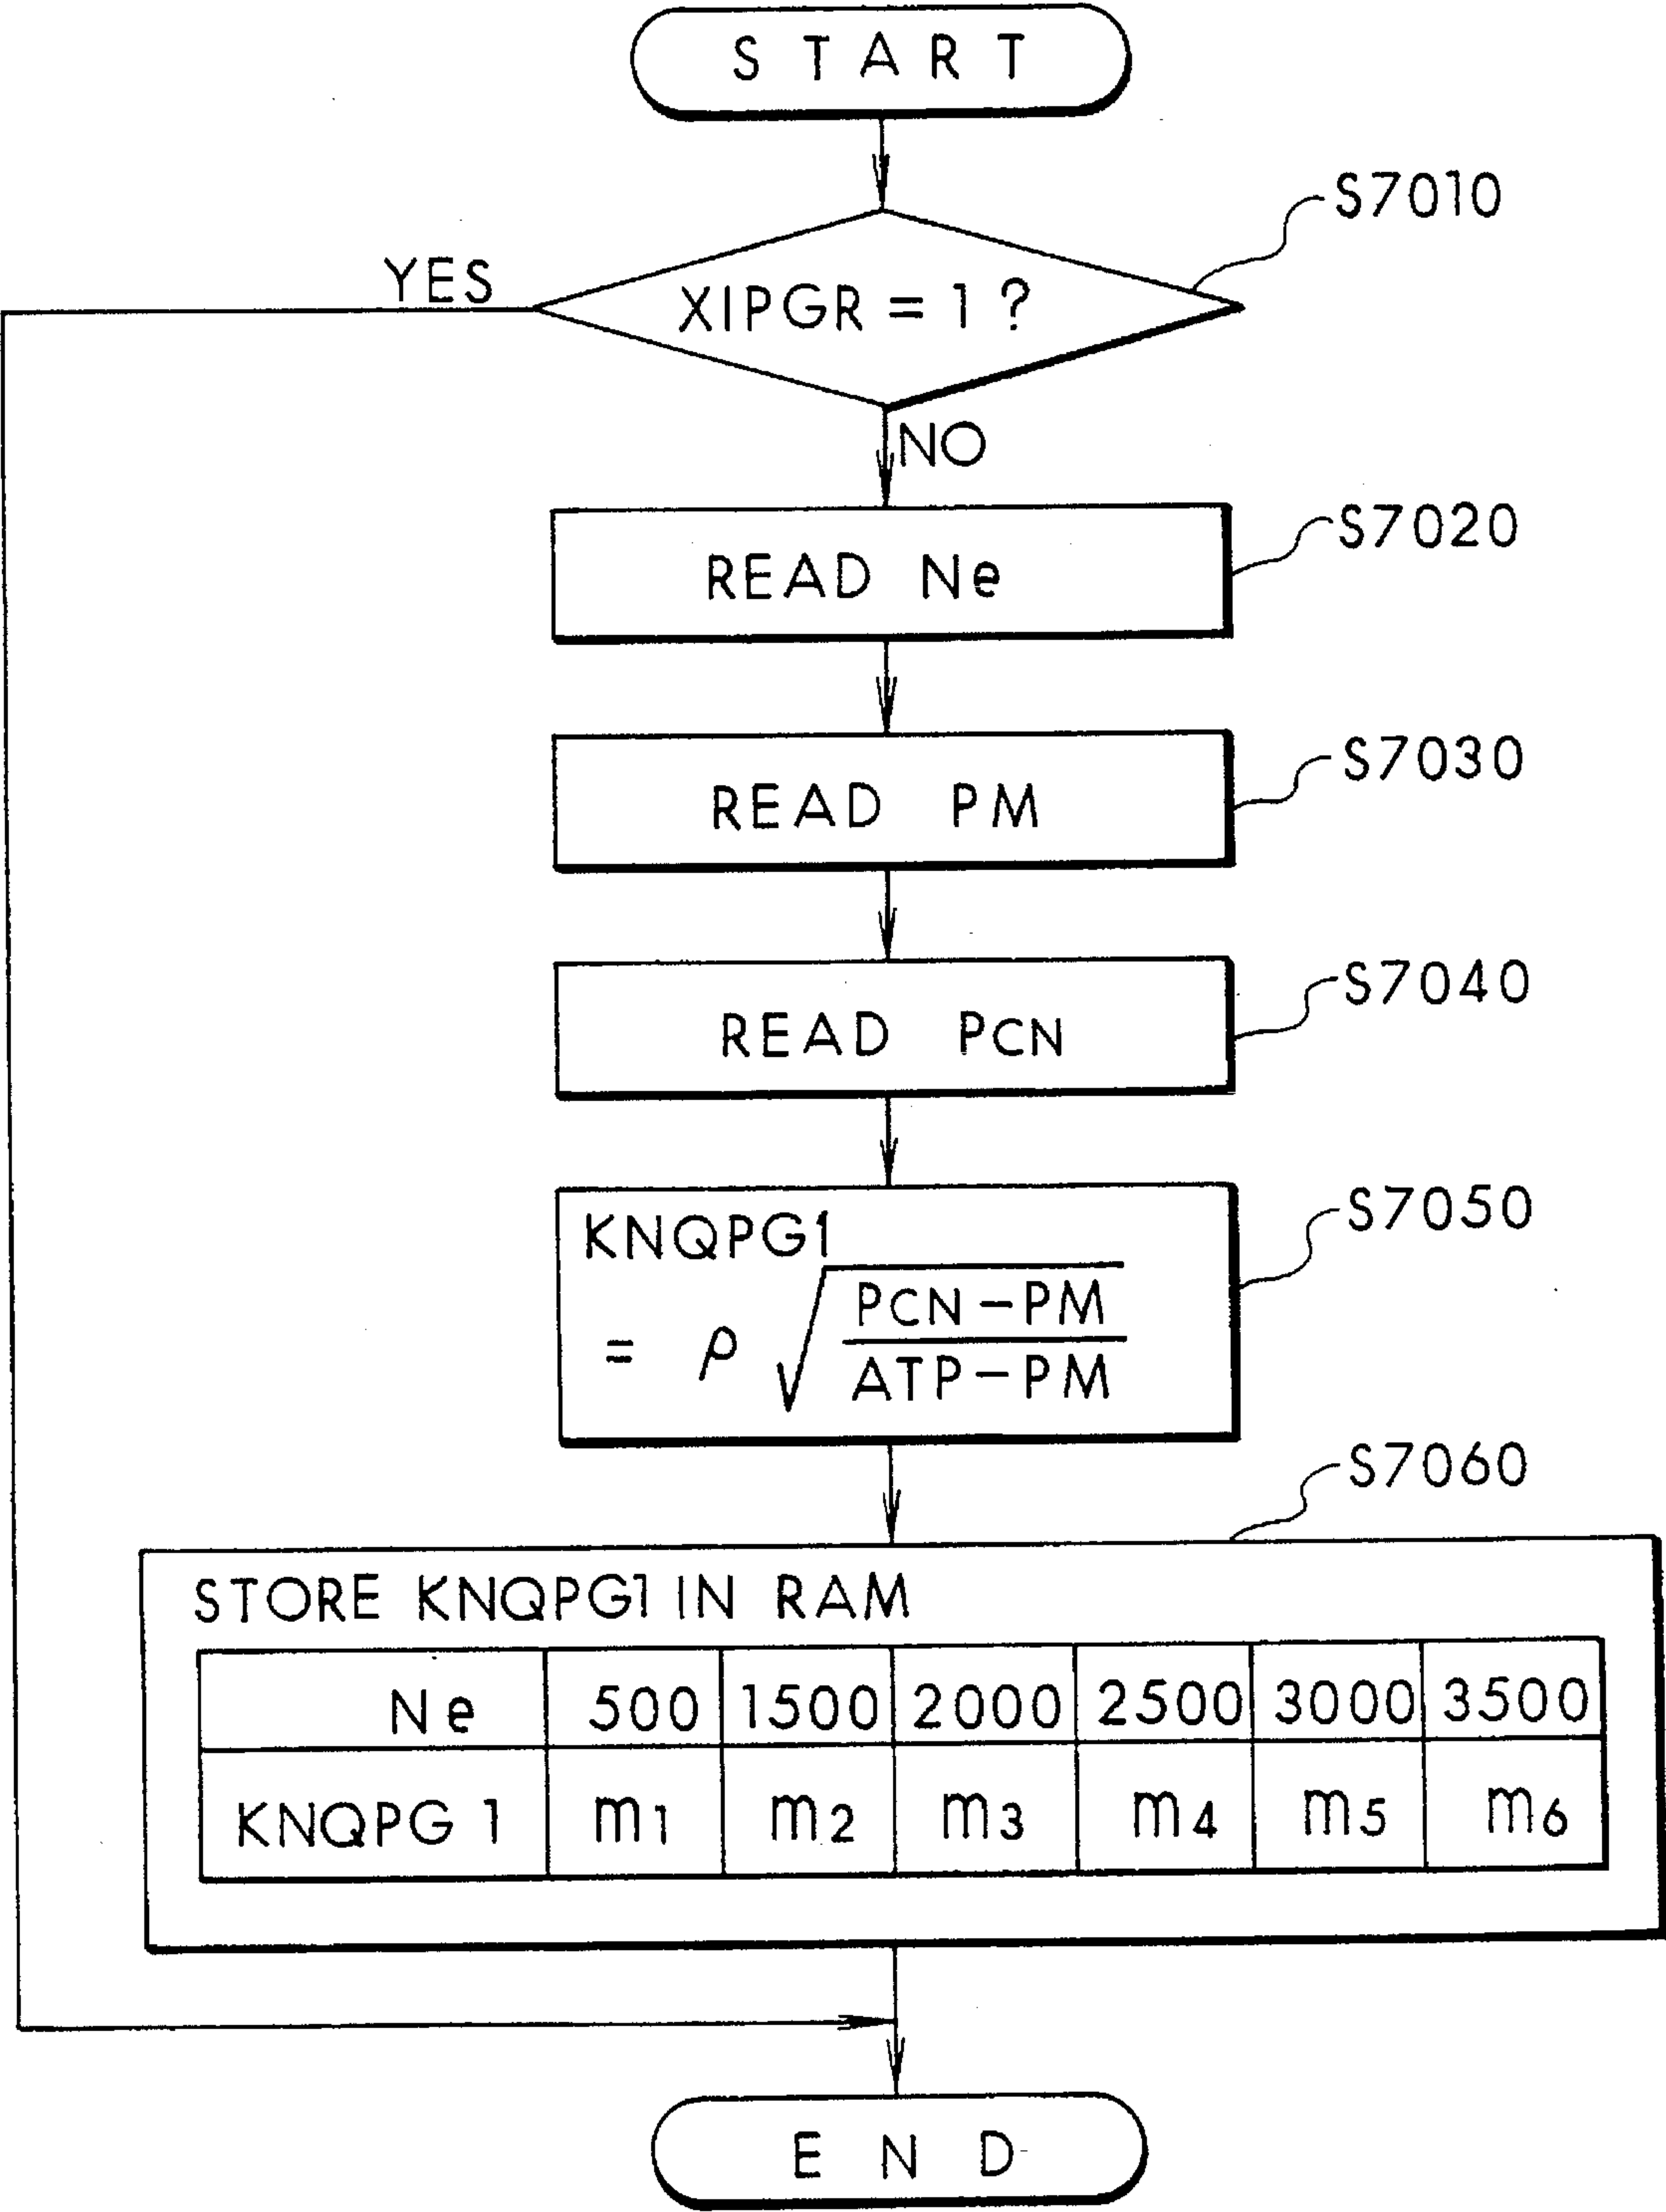 START
S7010
YES
XIPGR = 1 ?
NO
S7020
READ Ne
S7030
READ PM
S7040
READ PCN
S7050
KNQPG1
= ρ √ PCN-PM
ATP-PM
S7060
STORE KNQPG1 IN RAM
Ne 500 1500 2000 2500 3000 3500
KNQPG 1 m1 m2 m3 m4 m5 m6
END